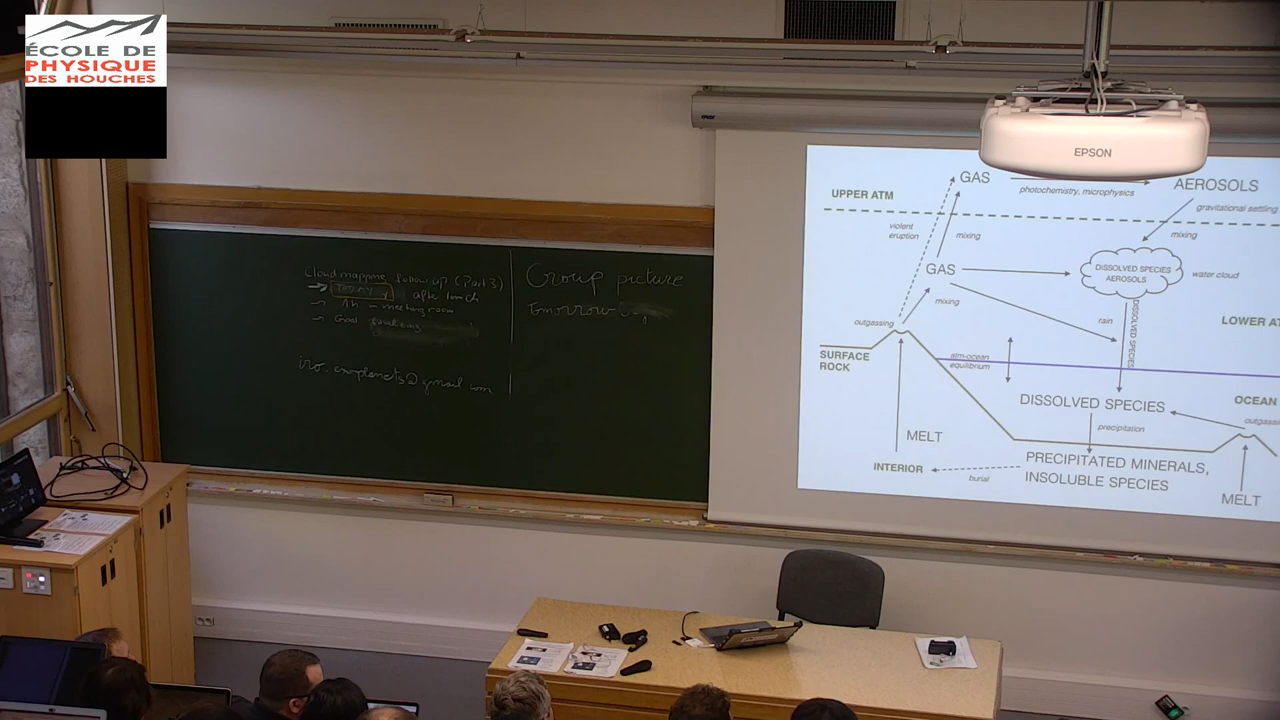 ÉCOLE DE
PHYSIQUE
DES HOUCHES
EPSON
Cloud mapping follow up (Part 3)
after lunch
in meeting room
Group picture
Tomorrow
UPPER ATM
GAS
photochemistry, microphysics
AEROSOLS
gravitational settling
violent
eruption
mixing
mixing
GAS
DISSOLVED SPECIES
AEROSOLS
water cloud
mixing
outgassing
rain
DISSOLVED SPECIES
LOWER
SURFACE
ROCK
atm-ocean
equilibrium
DISSOLVED SPECIES
OCEAN
precipitation
MELT
INTERIOR
burial
PRECIPITATED MINERALS,
INSOLUBLE SPECIES
MELT